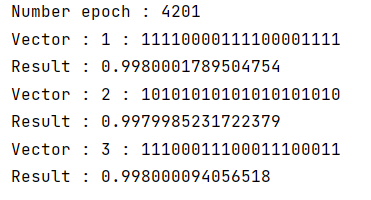 Number epoch : 4201
Vector : 1 : 11110000111100001111
Result : 0.9980001789504754
Vector : 2 : 10101010101010101010
Result : 0.9979985231722379
Vector : 3 : 11100011100011100011
Result : 0.998000094056518